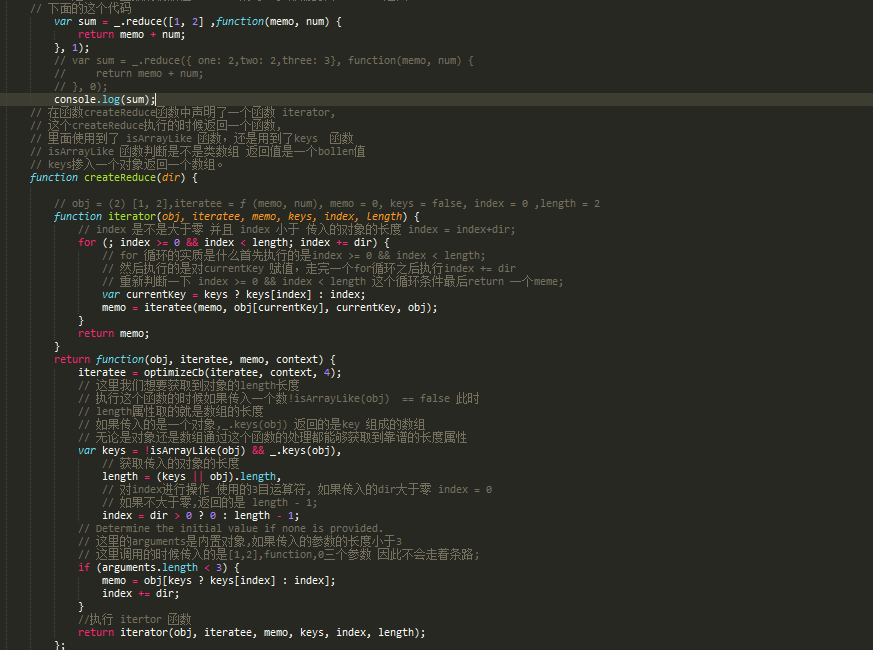 // 下面的这个代码
var sum = _.reduce([1, 2] ,function(memo, num) {
return memo + num;
}, 1);
// var sum = _.reduce({ one: 2,two: 2,three: 3}, function(memo, num) {
//     return memo + num;
// }, 0);
console.log(sum);
// 在函数createReduce函数中声明了一个函数 iterator,
// 这个createReduce执行的时候返回一个函数,
// 里面使用到了 isArrayLike 函数, 还是用到了keys  函数
// isArrayLike 函数判断是不是类数组 返回值是一个bollen值
// keys掺入一个对象返回一个数组。
function createReduce(dir) {
// obj = (2) [1, 2],iteratee = ƒ (memo, num), memo = 0, keys = false, index = 0 ,length = 2
function iterator(obj, iteratee, memo, keys, index, length) {
// index 是不是大于零 并且 index 小于 传入的对象的长度 index = index+dir;
for (; index >= 0 && index < length; index += dir) {
// for 循环的实质是什么首先执行的是index >= 0 && index < length;
// 然后执行的是对currentKey 赋值, 走完一个for循环之后执行index += dir
// 重新判断一下 index >= 0 && index < length 这个循环条件最后return 一个meme;
var currentKey = keys ? keys[index] : index;
memo = iteratee(memo, obj[currentKey], currentKey, obj);
}
return memo;
}
return function(obj, iteratee, memo, context) {
iteratee = optimizeCb(iteratee, context, 4);
// 这里我们想要获取到对象的length长度
// 执行这个函数的时候如果传入一个数!isArrayLike(obj)  == false 此时
// length属性取的就是数组的长度
// 如果传入的是一个对象,_.keys(obj) 返回的是key 组成的数组
// 无论是对象还是数组通过这个函数的处理都能够获取到靠谱的长度属性
var keys = !isArrayLike(obj) && _.keys(obj),
// 获取传入的对象的长度
length = (keys || obj).length,
// 对index进行操作 使用的3目运算符, 如果传入的dir大于零 index = 0
// 如果不大于零,返回的是 length - 1;
index = dir > 0 ? 0 : length - 1;
// Determine the initial value if none is provided.
// 这里的arguments是内置对象,如果传入的参数的长度小于3
// 这里调用的时候传入的是[1,2],function,0三个参数 因此不会走着条路;
if (arguments.length < 3) {
memo = obj[keys ? keys[index] : index];
index += dir;
}
//执行 itertor 函数
return iterator(obj, iteratee, memo, keys, index, length);
};